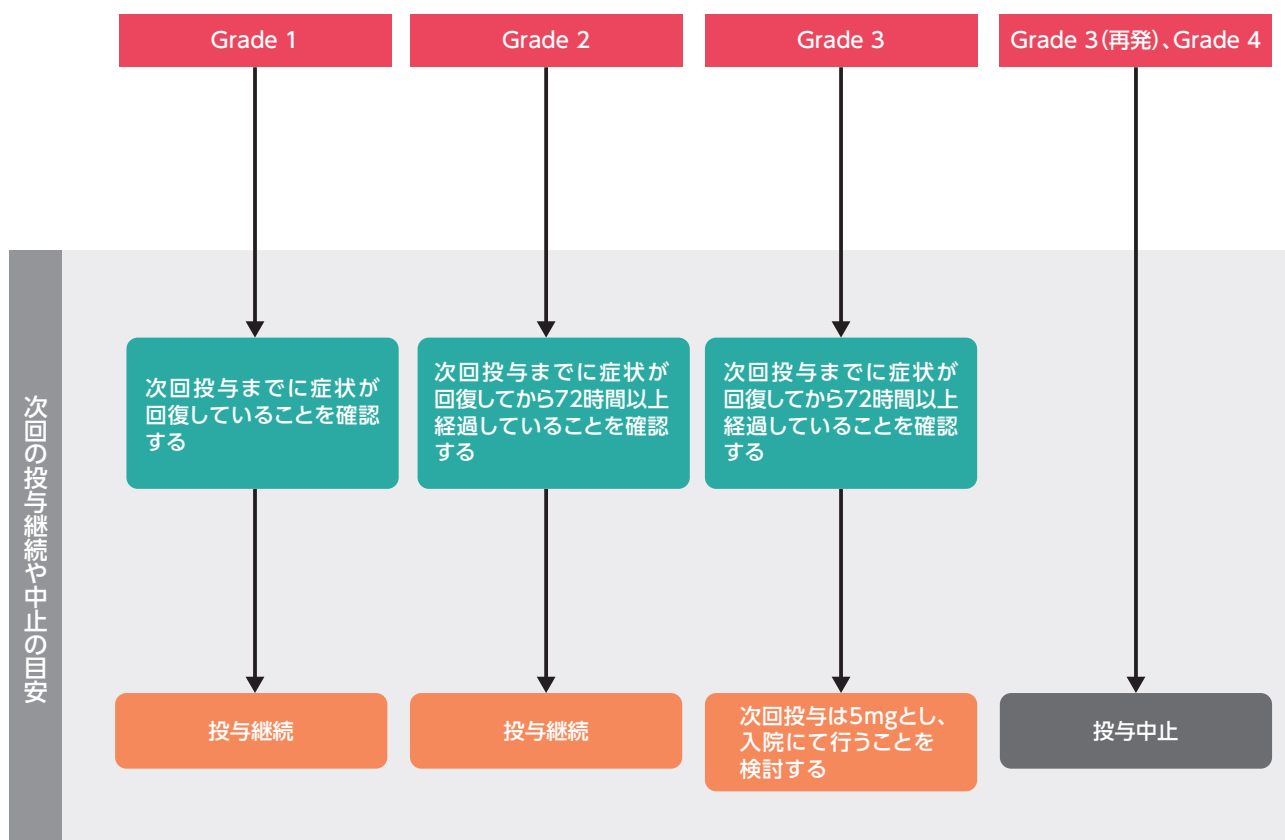 Grade 1
Grade 2
Grade 3
Grade 3(再発)、Grade 4
次回の投与継続や中止の目安
次回投与までに症状が
回復していることを確認
する
次回投与までに症状が
回復してから72時間以上
経過していることを確認
する
次回投与までに症状が
回復してから72時間以上
経過していることを確認
する
投与継続
投与継続
次回投与は5mgとし、
入院にて行うことを
検討する
投与中止